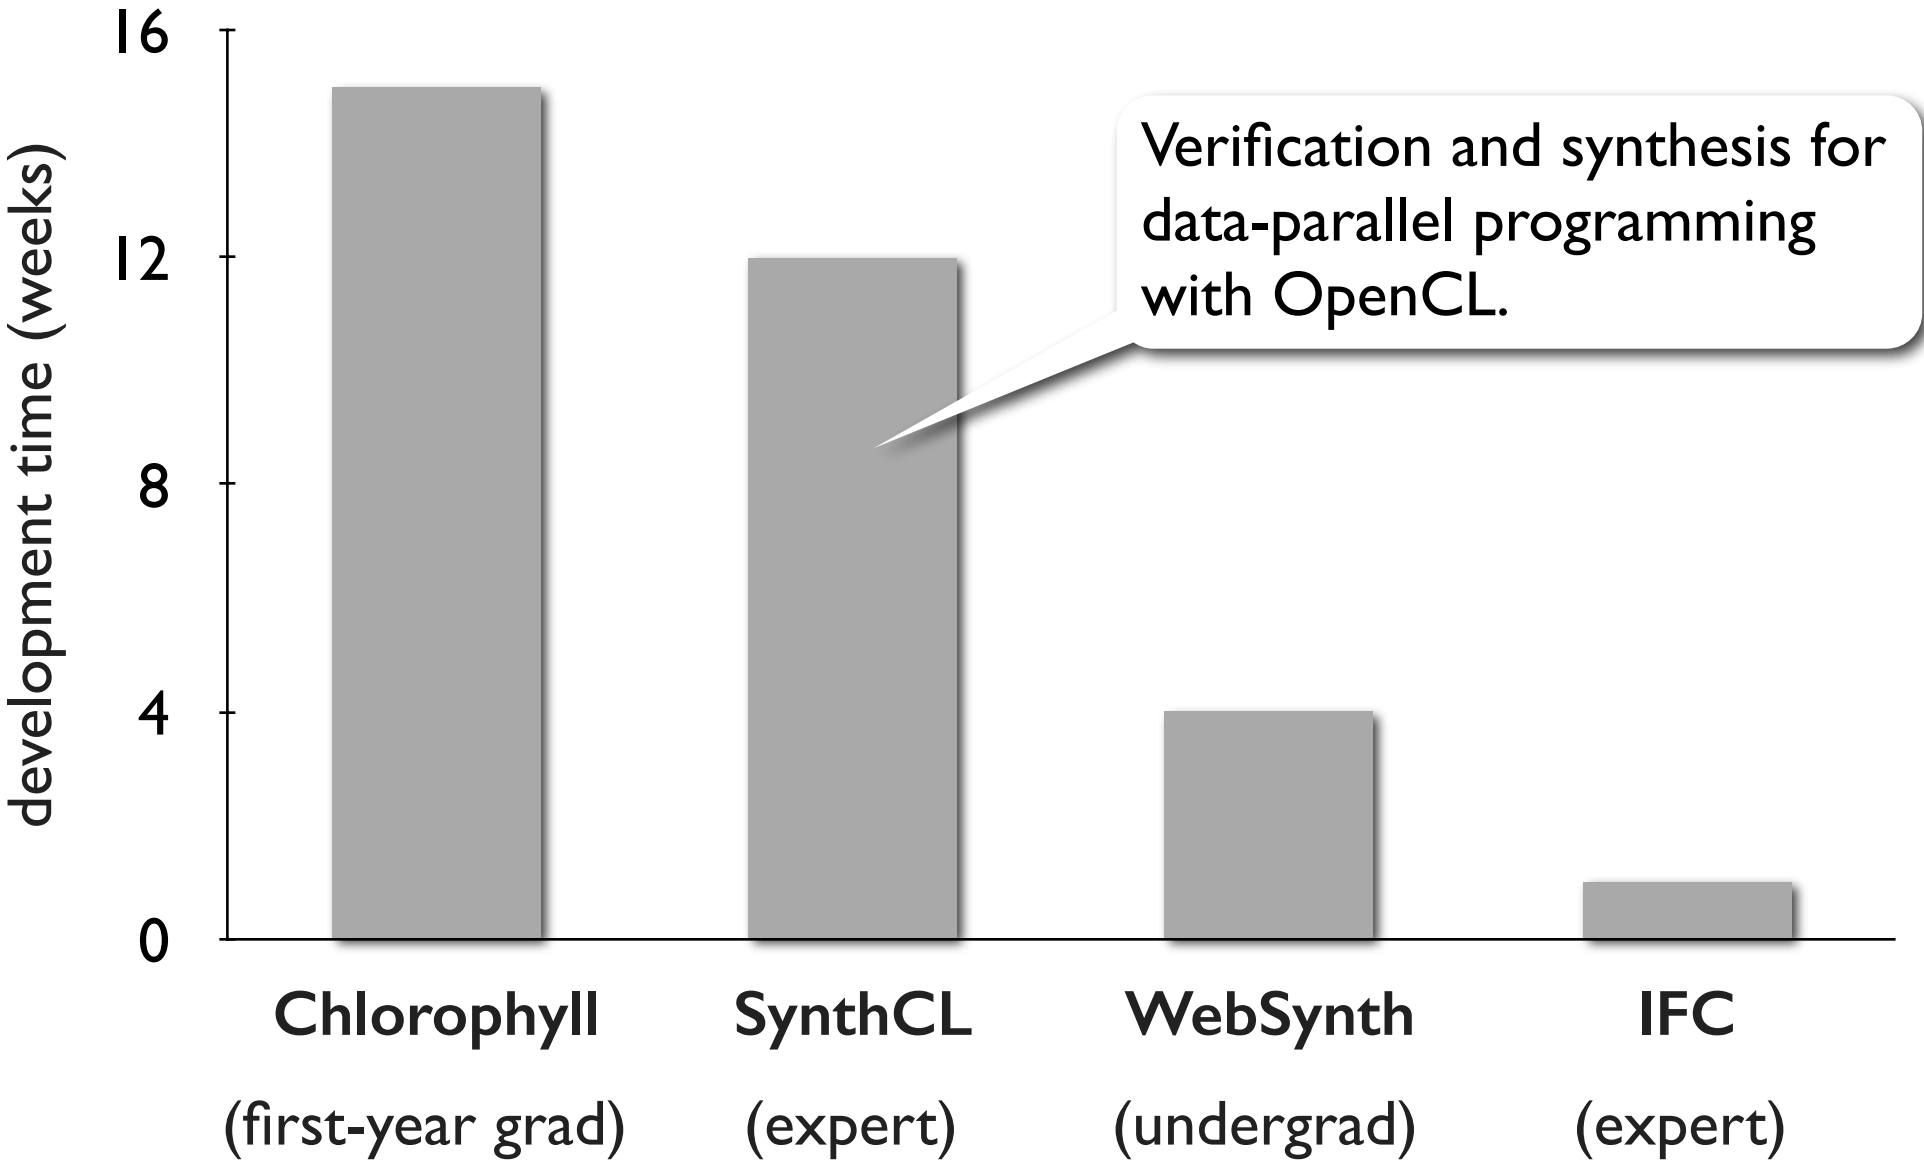 16
12
8
4
0
development time (weeks)
Verification and synthesis for
data-parallel programming
with OpenCL.
Chlorophyll SynthCL WebSynth IFC
(first-year grad) (expert) (undergrad) (expert)